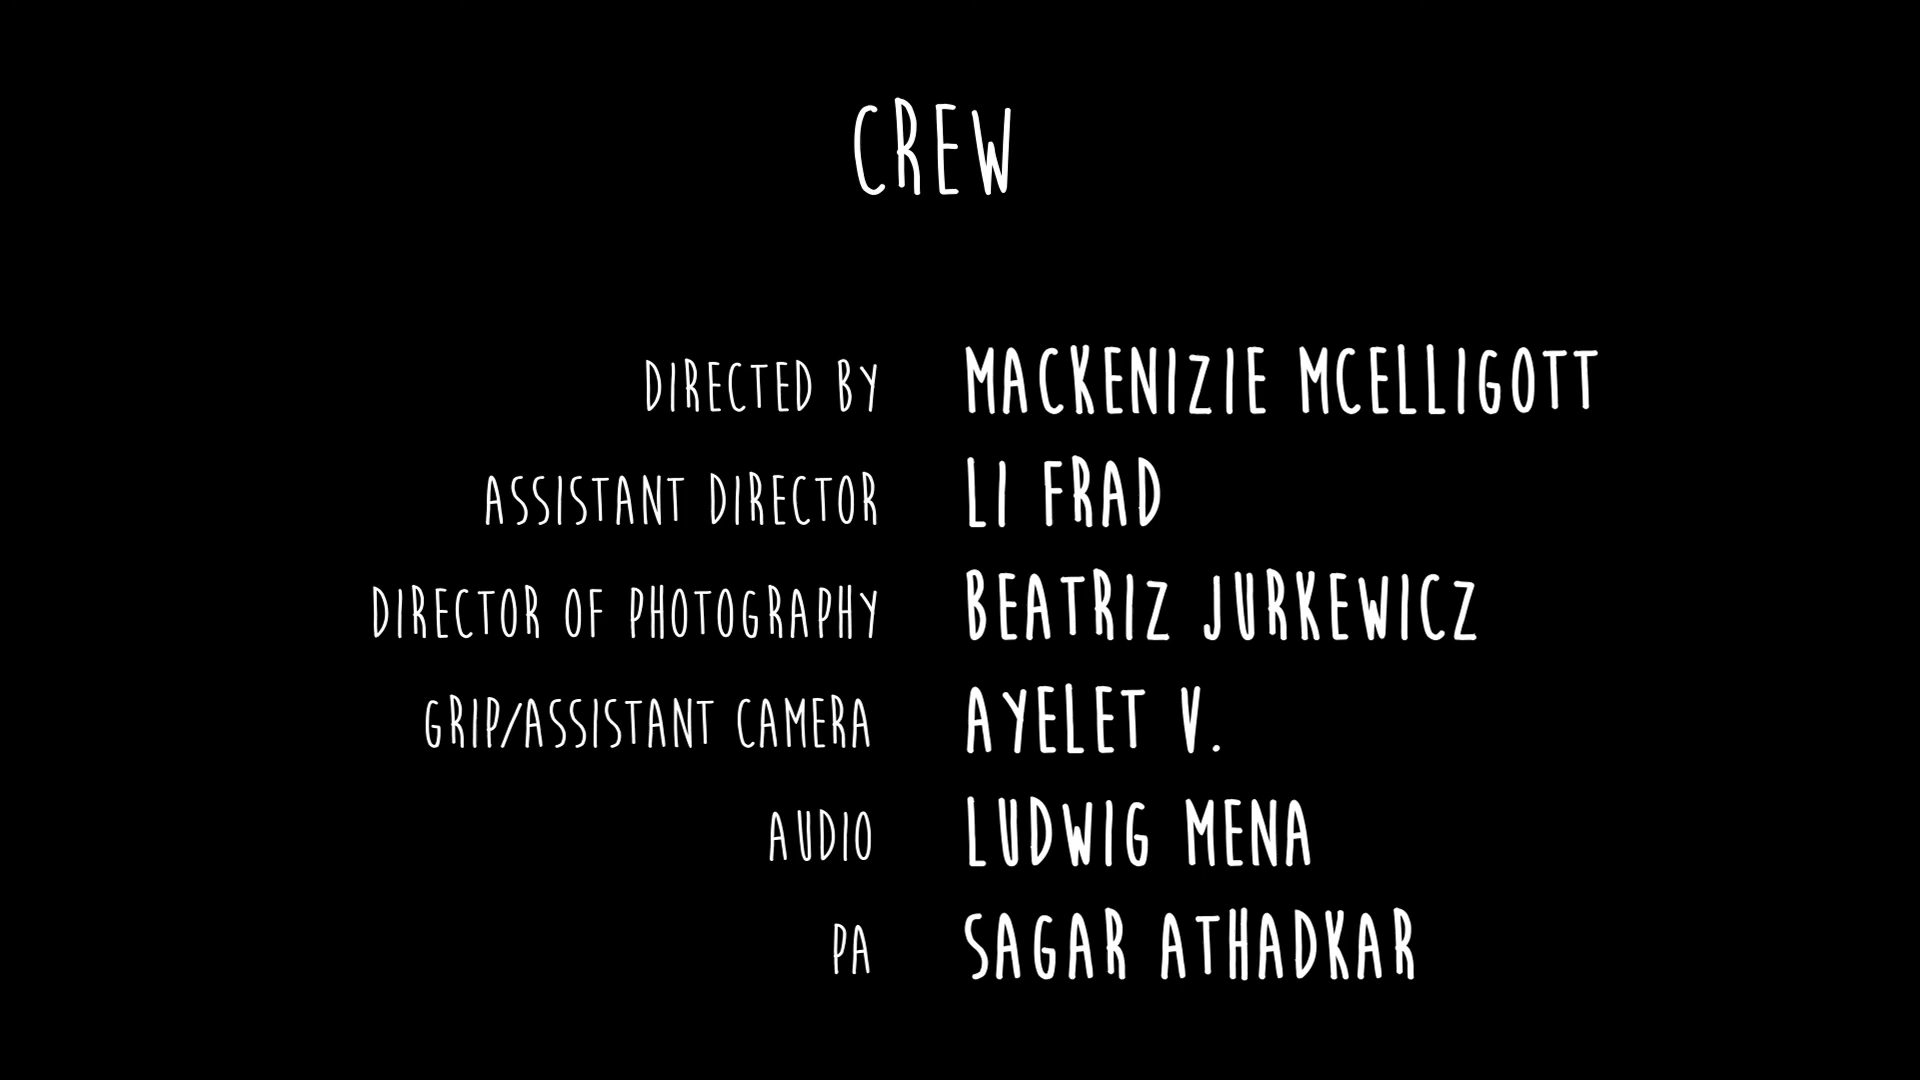 CREW
DIRECTED BY MACKENIZIE MCELLIGOTT
ASSISTANT DIRECTOR LI FRAD
DIRECTOR OF PHOTOGRAPHY BEATRIZ JURKEWICZ
GRIP/ASSISTANT CAMERA AYELET V.
AUDIO LUDWIG MENA
PA SAGAR ATHADKAR